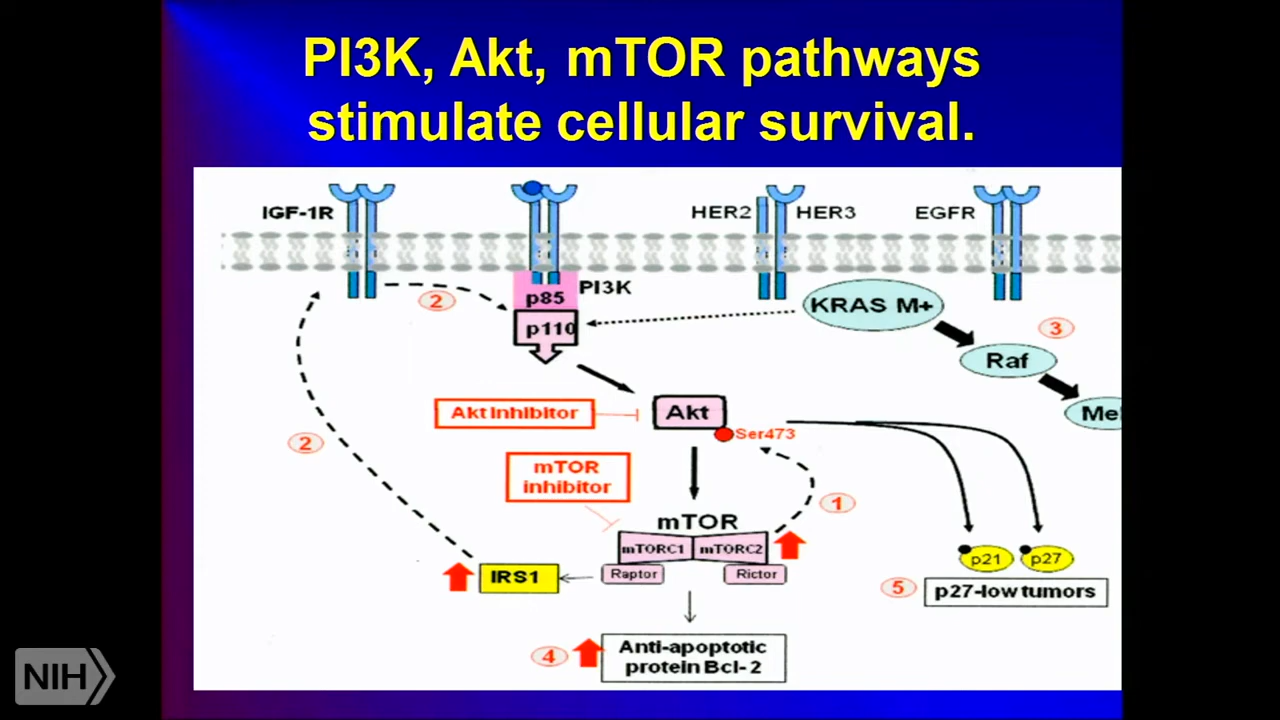 PI3K, Akt, mTOR pathways
stimulate cellular survival.
IGF-1R
HER2
HER3
EGFR
2
p85
PI3K
p110
KRAS M+
3
Raf
Me
Akt inhibitor
Akt
Ser473
2
mTOR
inhibitor
1
mTOR
mTORC1
mTORC2
Raptor
Rictor
IRS1
p21
p27
5
p27-low tumors
4
Anti-apoptotic
protein Bcl-2
NIH